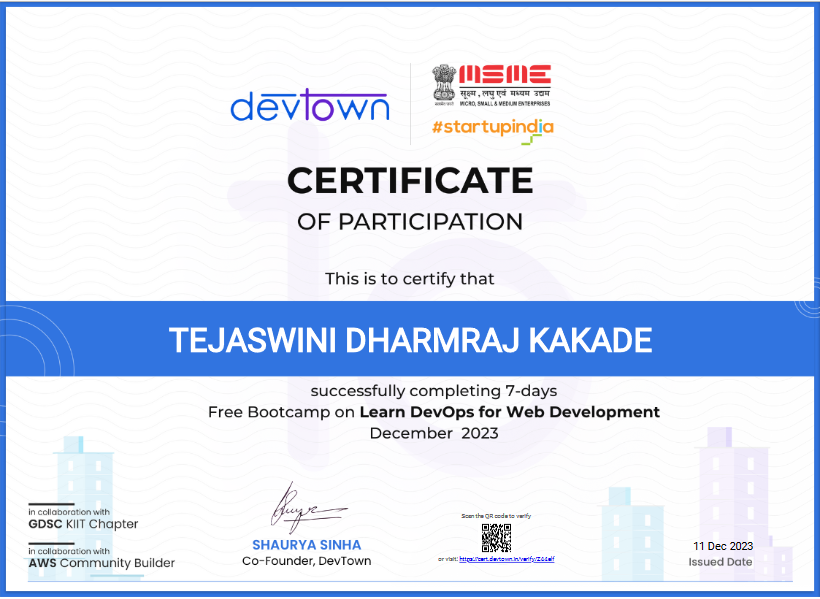 devtown
MSME
सूक्ष्म, लघु एवं मध्यम उद्यम
MICRO, SMALL & MEDIUM ENTERPRISES
#startupindia
CERTIFICATE
OF PARTICIPATION
This is to certify that
TEJASWINI DHARMRAJ KAKADE
successfully completing 7-days
Free Bootcamp on Learn DevOps for Web Development
December 2023
in collaboration with
GDSC KIIT Chapter
in collaboration with
AWS Community Builder
SHAURYA SINHA
Co-Founder, DevTown
Scan the QR code to verify
or visit: https://cert.devtown.in/verify/
11 Dec 2023
Issued Date